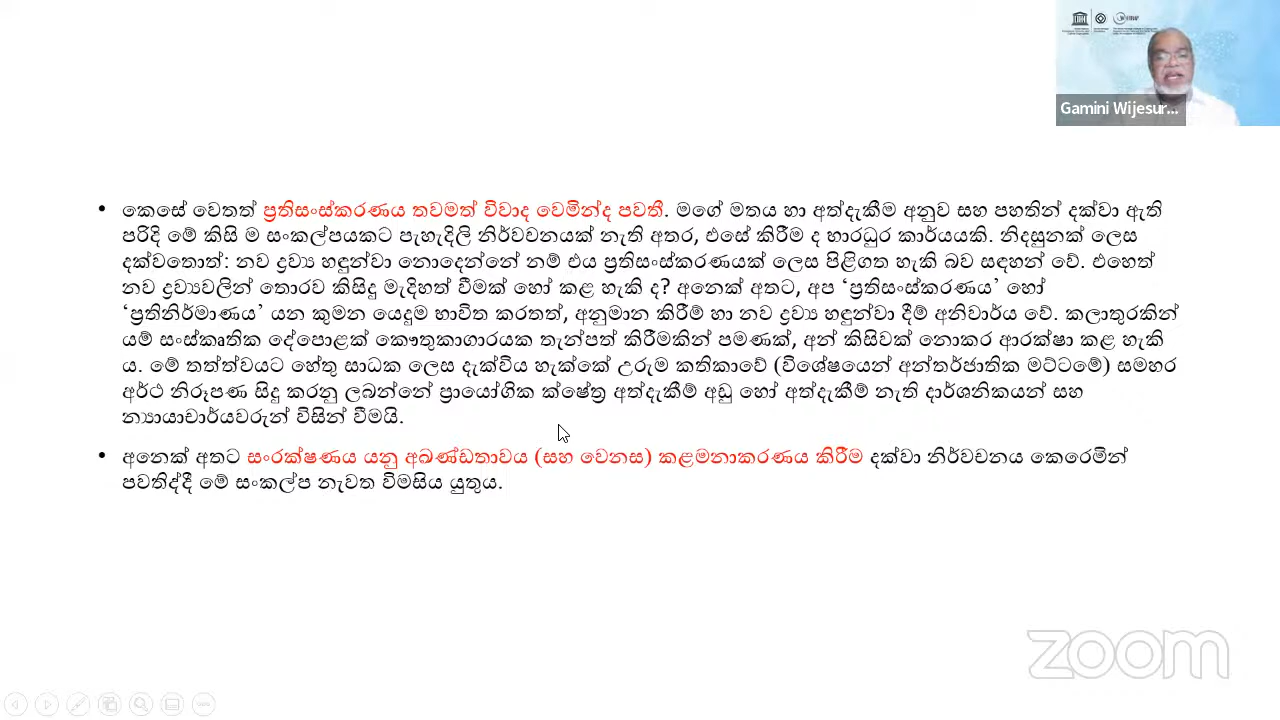 Gamini Wijesur...
• කෙසේ වෙතත් ප්‍රතිසංස්කරණය තවමත් විවාද වෙමින්ද පවතී. මගේ මතය හා අත්දැකීම අනුව සහ පහතින් දක්වා ඇති
පරිදි මේ කිසි ම සංකල්පයකට පැහැදිලි නිර්වචනයක් නැති අතර, එසේ කිරීම ද භාරධුර කාර්යයකි. නිදසුනක් ලෙස
දක්වතොත්: නව ද්‍රව්‍ය හඳුන්වා නොදෙන්නේ නම් එය ප්‍රතිසංස්කරණයක් ලෙස පිළිගත හැකි බව සඳහන් වේ. එහෙත්
නව ද්‍රව්‍යවලින් තොරව කිසිදු මැදිහත් වීමක් හෝ කළ හැකි ද? අනෙක් අතට, අප ‘ප්‍රතිසංස්කරණය’ හෝ
‘ප්‍රතිනිර්මාණය’ යන කුමන යෙදුම භාවිත කරතත්, අනුමාන කිරීම් හා නව ද්‍රව්‍ය හඳුන්වා දීම් අනිවාර්ය වේ. කලාතුරකින්
යම් සංස්කෘතික දේපොළක් කෞතුකාගාරයක තැන්පත් කිරීමකින් පමණක්, අන් කිසිවක් නොකර ආරක්ෂා කළ හැකි
ය. මේ තත්ත්වයට හේතු සාධක ලෙස දැක්විය හැක්කේ උරුම කතිකාවේ (විශේෂයෙන් අන්තර්ජාතික මට්ටමේ) සමහර
අර්ථ නිරූපණ සිදු කරනු ලබන්නේ ප්‍රායෝගික ක්ෂේත්‍ර අත්දැකීම් අඩු හෝ අත්දැකීම් නැති දාර්ශනිකයන් සහ
න්‍යායාචාර්යවරුන් විසින් වීමයි.
• අනෙක් අතට සංරක්ෂණය යනු අඛණ්ඩතාවය (සහ වෙනස) කළමනාකරණය කිරීම දක්වා නිර්වචනය කෙරෙමින්
පවතිද්දී මේ සංකල්ප නැවත විමසිය යුතුය.
zoom